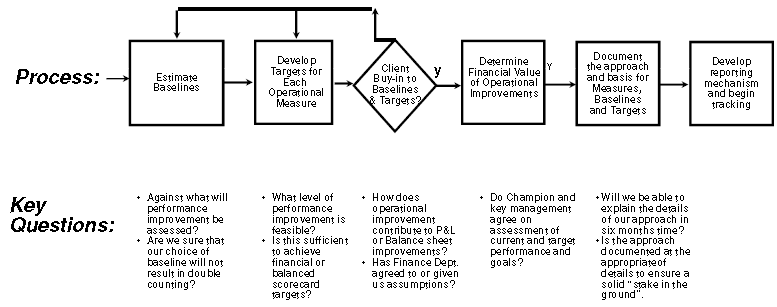 Process:
Estimate
Baselines
Develop
Targets for
Each
Operational
Measure
Client
Buy-in to
Baselines
& Targets?
y
Determine
Financial Value
of Operational
Improvements
Y
Document
the approach
and basis for
Measures,
Baselines
and Targets
Develop
reporting
mechanism
and begin
tracking
Key
Questions:
• Against what will
performance
improvement be
assessed?
• Are we sure that
our choice of
baseline will not
result in double
counting?
• What level of
performance
improvement is
feasible?
• Is this sufficient
to achieve
financial or
balanced
scorecard
targets?
• How does
operational
improvement
contribute to P&L
or Balance sheet
improvements?
• Has Finance Dept.
agreed to or given
us assumptions?
• Do Champion and
key management
agree on
assessment of
current and target
performance and
goals?
• Will we be able to
explain the details
of our approach in
six months time?
• Is the approach
documented at the
appropriate of
details to ensure a
solid "stake in the
ground".